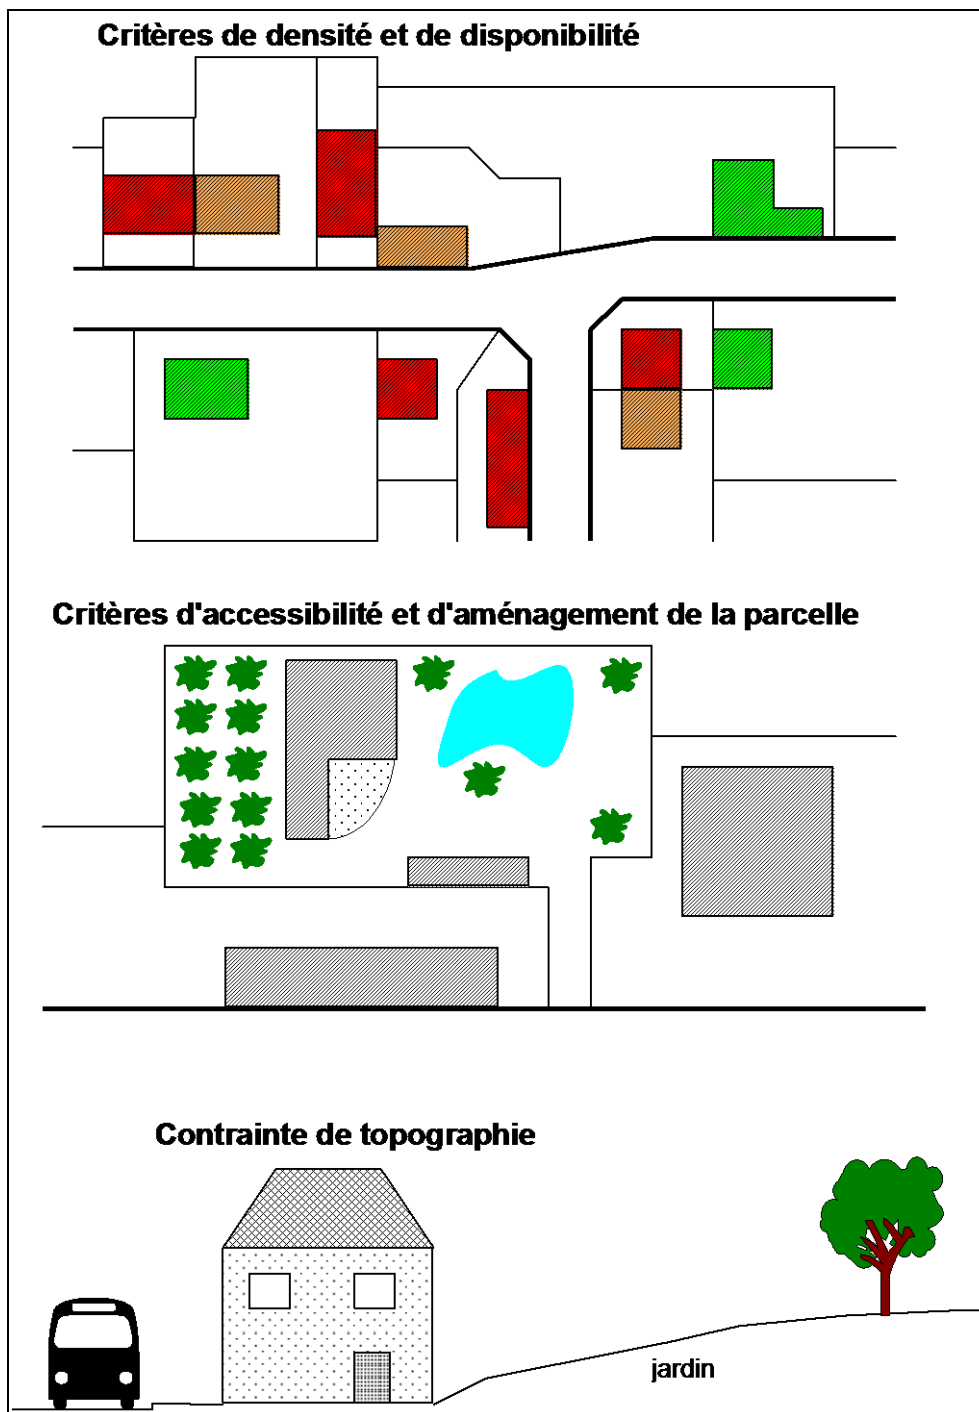 Critères de densité et de disponibilité
Critères d'accessibilité et d'aménagement de la parcelle
Contrainte de topographie
jardin